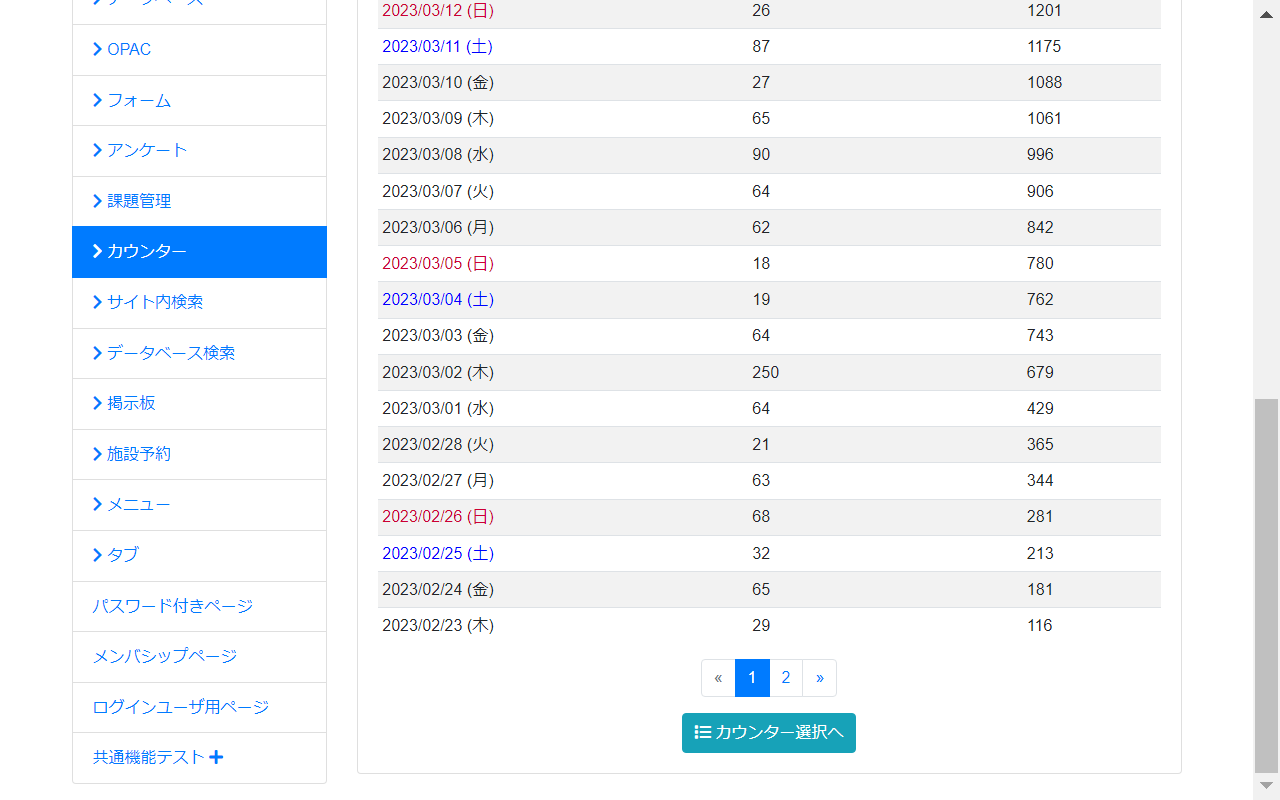 データベース
OPAC
フォーム
アンケート
課題管理
カウンター
サイト内検索
データベース検索
掲示板
施設予約
メニュー
タブ
パスワード付きページ
メンバシップページ
ログインユーザ用ページ
共通機能テスト
2023/03/12 (日) 26 1201
2023/03/11 (土) 87 1175
2023/03/10 (金) 27 1088
2023/03/09 (木) 65 1061
2023/03/08 (水) 90 996
2023/03/07 (火) 64 906
2023/03/06 (月) 62 842
2023/03/05 (日) 18 780
2023/03/04 (土) 19 762
2023/03/03 (金) 64 743
2023/03/02 (木) 250 679
2023/03/01 (水) 64 429
2023/02/28 (火) 21 365
2023/02/27 (月) 63 344
2023/02/26 (日) 68 281
2023/02/25 (土) 32 213
2023/02/24 (金) 65 181
2023/02/23 (木) 29 116
« 1 2 »
カウンター選択へ